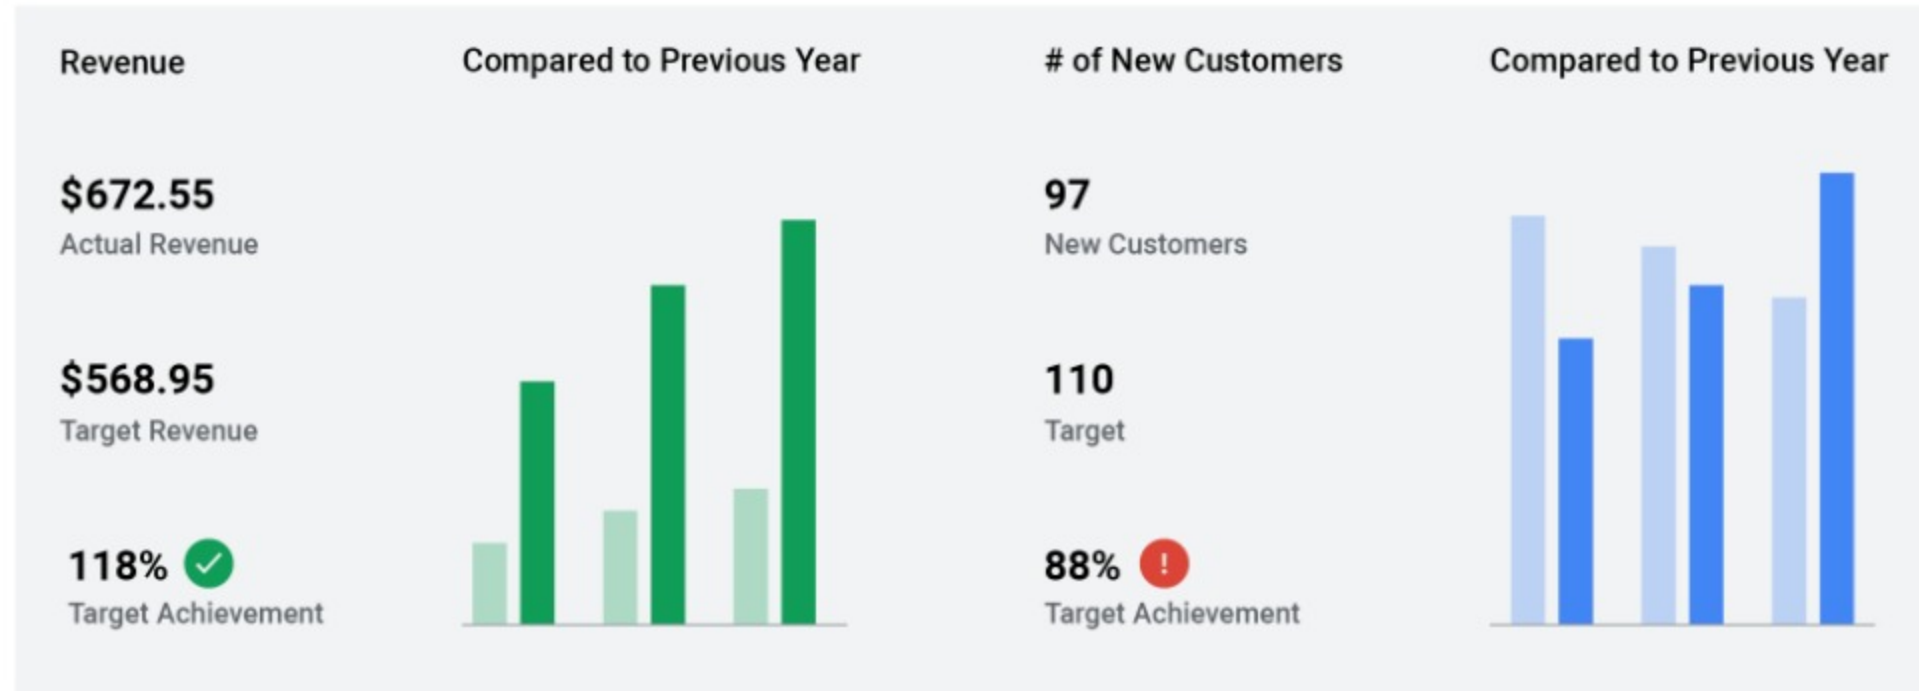 Revenue
Compared to Previous Year
# of New Customers
Compared to Previous Year
$672.55
Actual Revenue
97
New Customers
$568.95
Target Revenue
110
Target
118%
Target Achievement
88%
!
Target Achievement